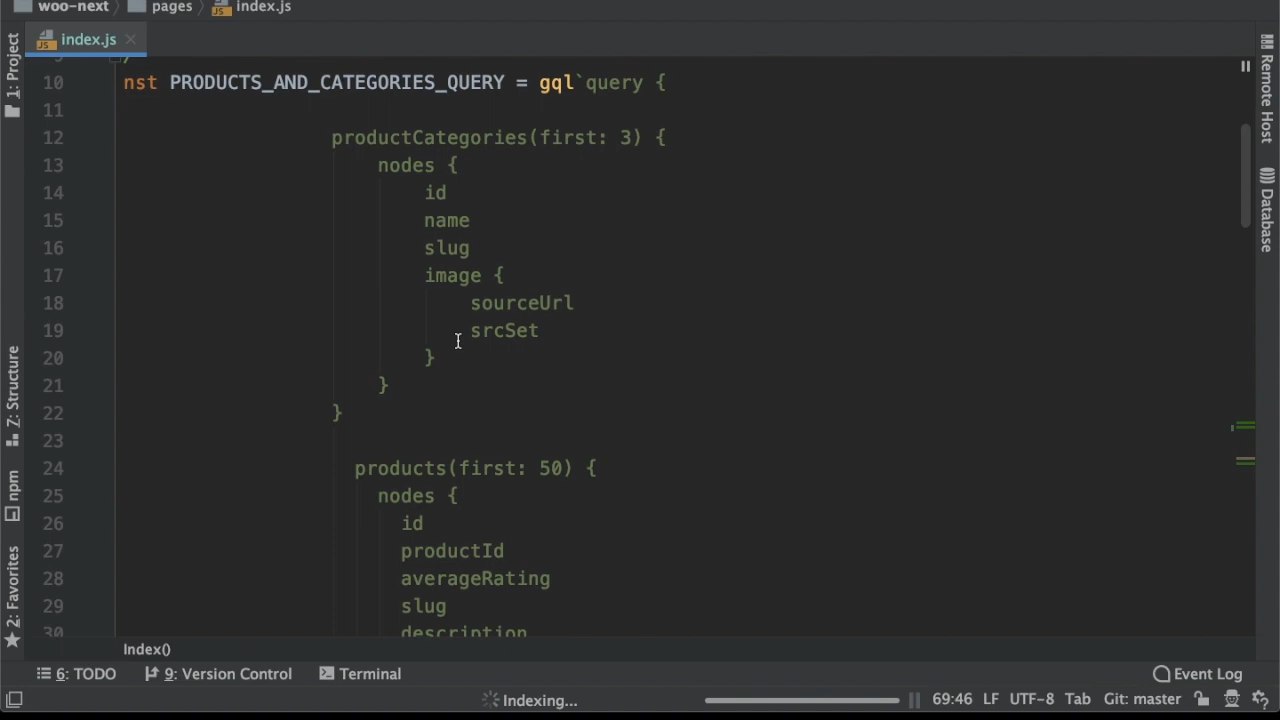 woo-next pages index.js
index.js
1: Project
Z: Structure
npm
2: Favorites
10 nst PRODUCTS_AND_CATEGORIES_QUERY = gql`query {
11
12 productCategories(first: 3) {
13 nodes {
14 id
15 name
16 slug
17 image {
18 sourceUrl
19 srcSet
20 }
21 }
22 }
23
24 products(first: 50) {
25 nodes {
26 id
27 productId
28 averageRating
29 slug
30 description
Remote Host
Database
Index()
6: TODO 9: Version Control Terminal Event Log
Indexing... 69:46 LF UTF-8 Tab Git: master